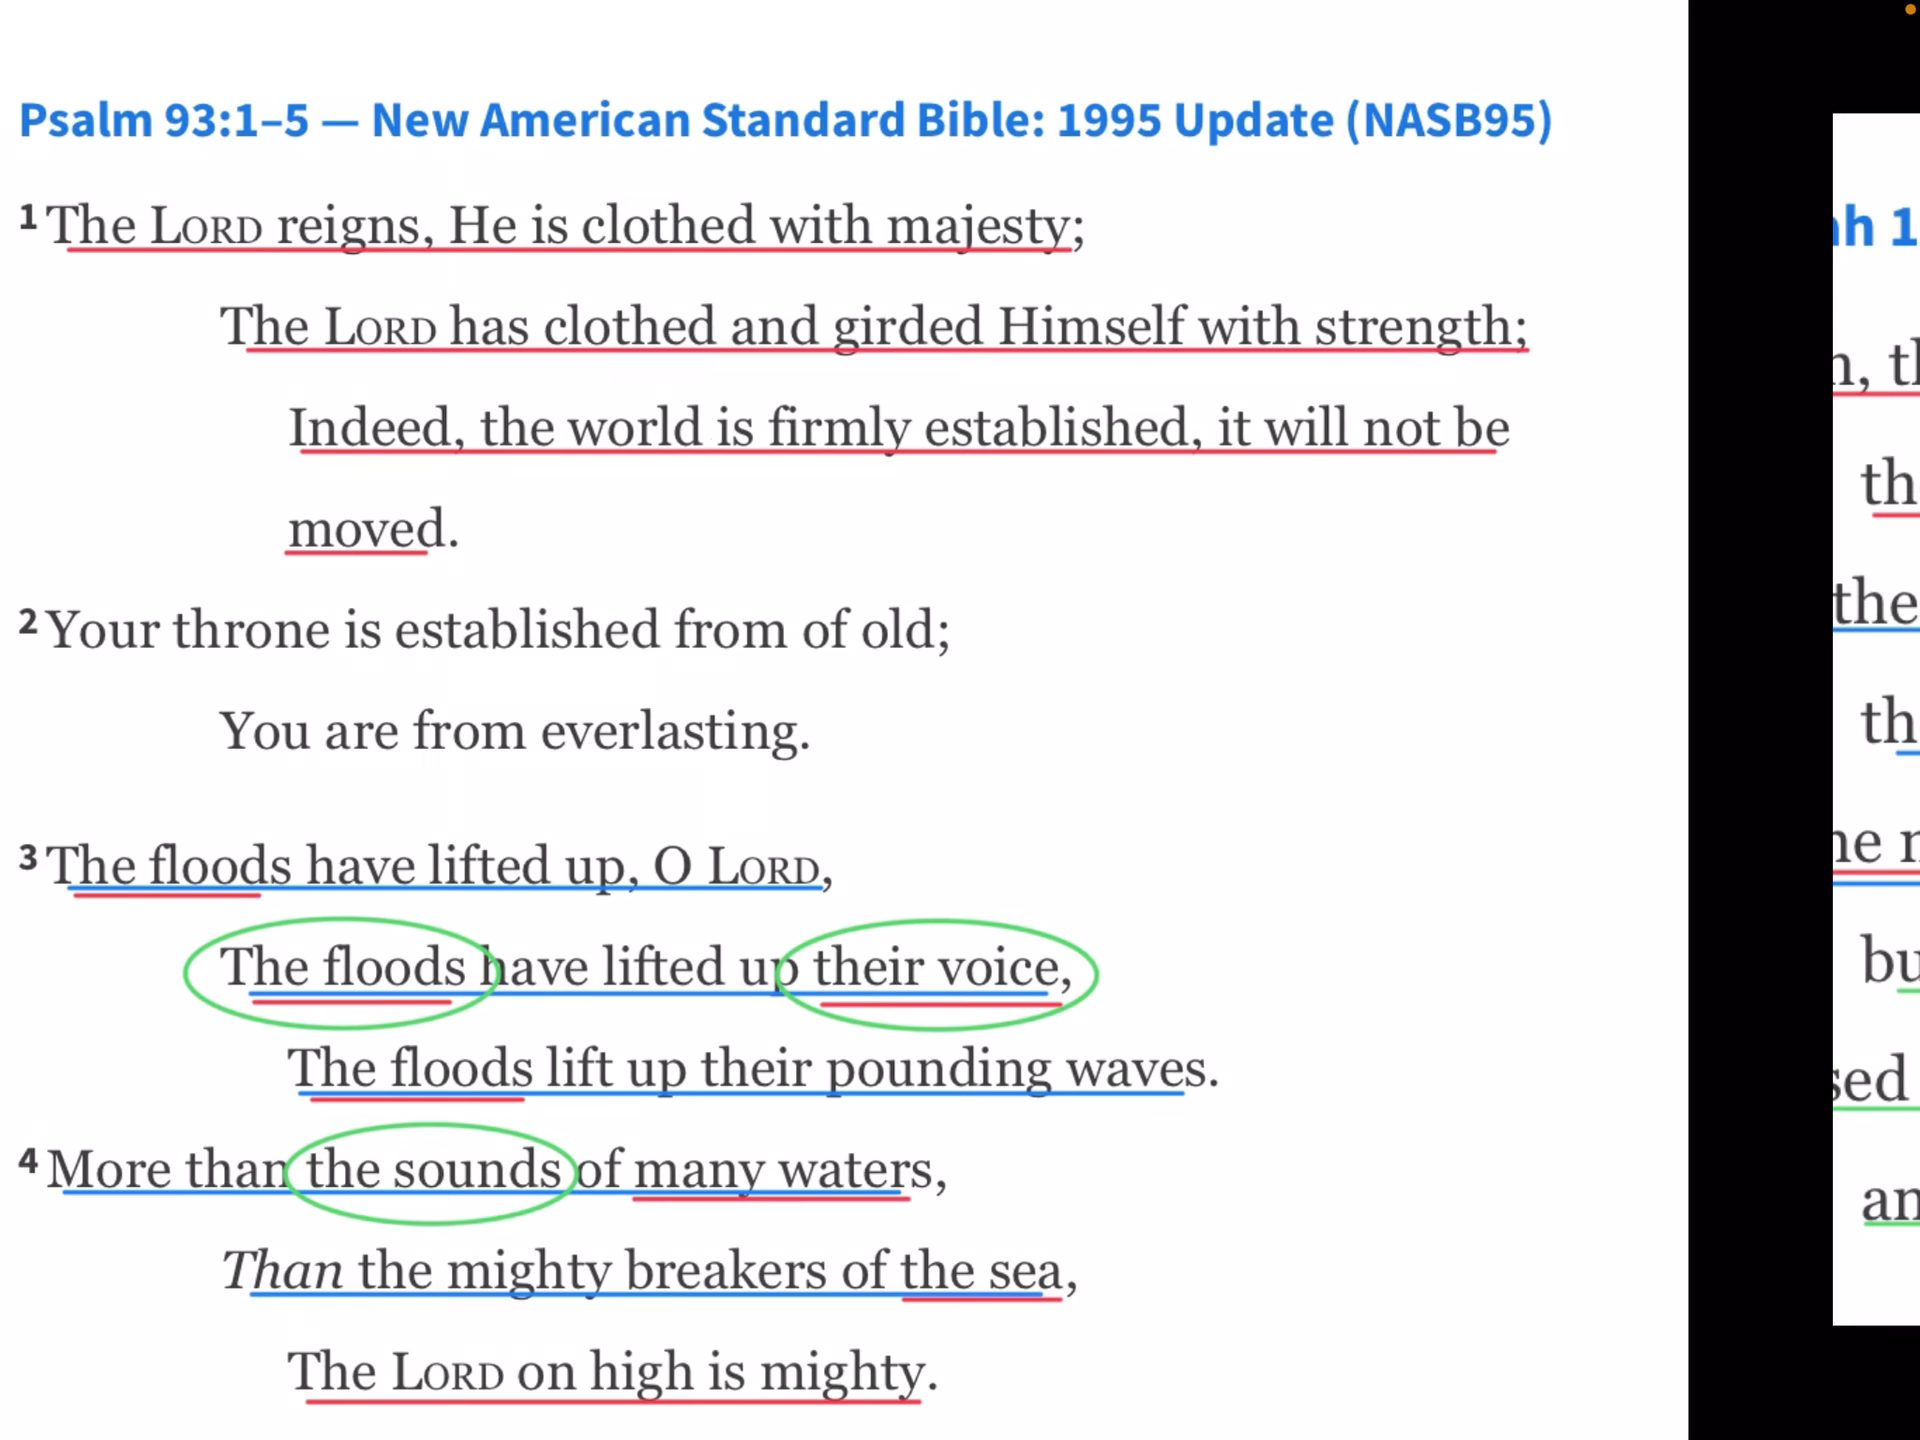 Psalm 93:1–5 — New American Standard Bible: 1995 Update (NASB95)
1 The LORD reigns, He is clothed with majesty;
The LORD has clothed and girded Himself with strength;
Indeed, the world is firmly established, it will not be
moved.
2 Your throne is established from of old;
You are from everlasting.
3 The floods have lifted up, O LORD,
The floods have lifted up their voice,
The floods lift up their pounding waves.
4 More than the sounds of many waters,
Than the mighty breakers of the sea,
The LORD on high is mighty.